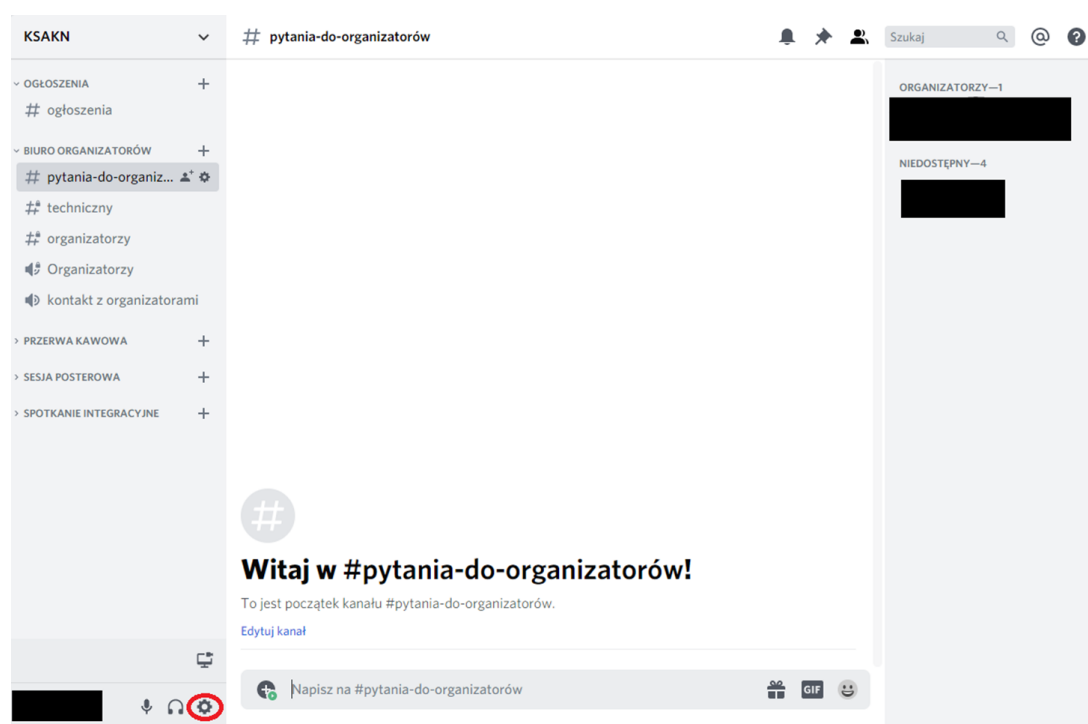 KSAKN
OGŁOSZENIA
ogłoszenia
BIURO ORGANIZATORÓW
pytania-do-organiz...
techniczny
organizatorzy
Organizatorzy
kontakt z organizatorami
PRZERWA KAWOWA
SESJA POSTEROWA
SPOTKANIE INTEGRACYJNE
# pytania-do-organizatorów
Szukaj
Witaj w #pytania-do-organizatorów!
To jest początek kanału #pytania-do-organizatorów.
Edytuj kanał
Napisz na #pytania-do-organizatorów
GIF
ORGANIZATORZY—1
NIEDOSTĘPNY—4